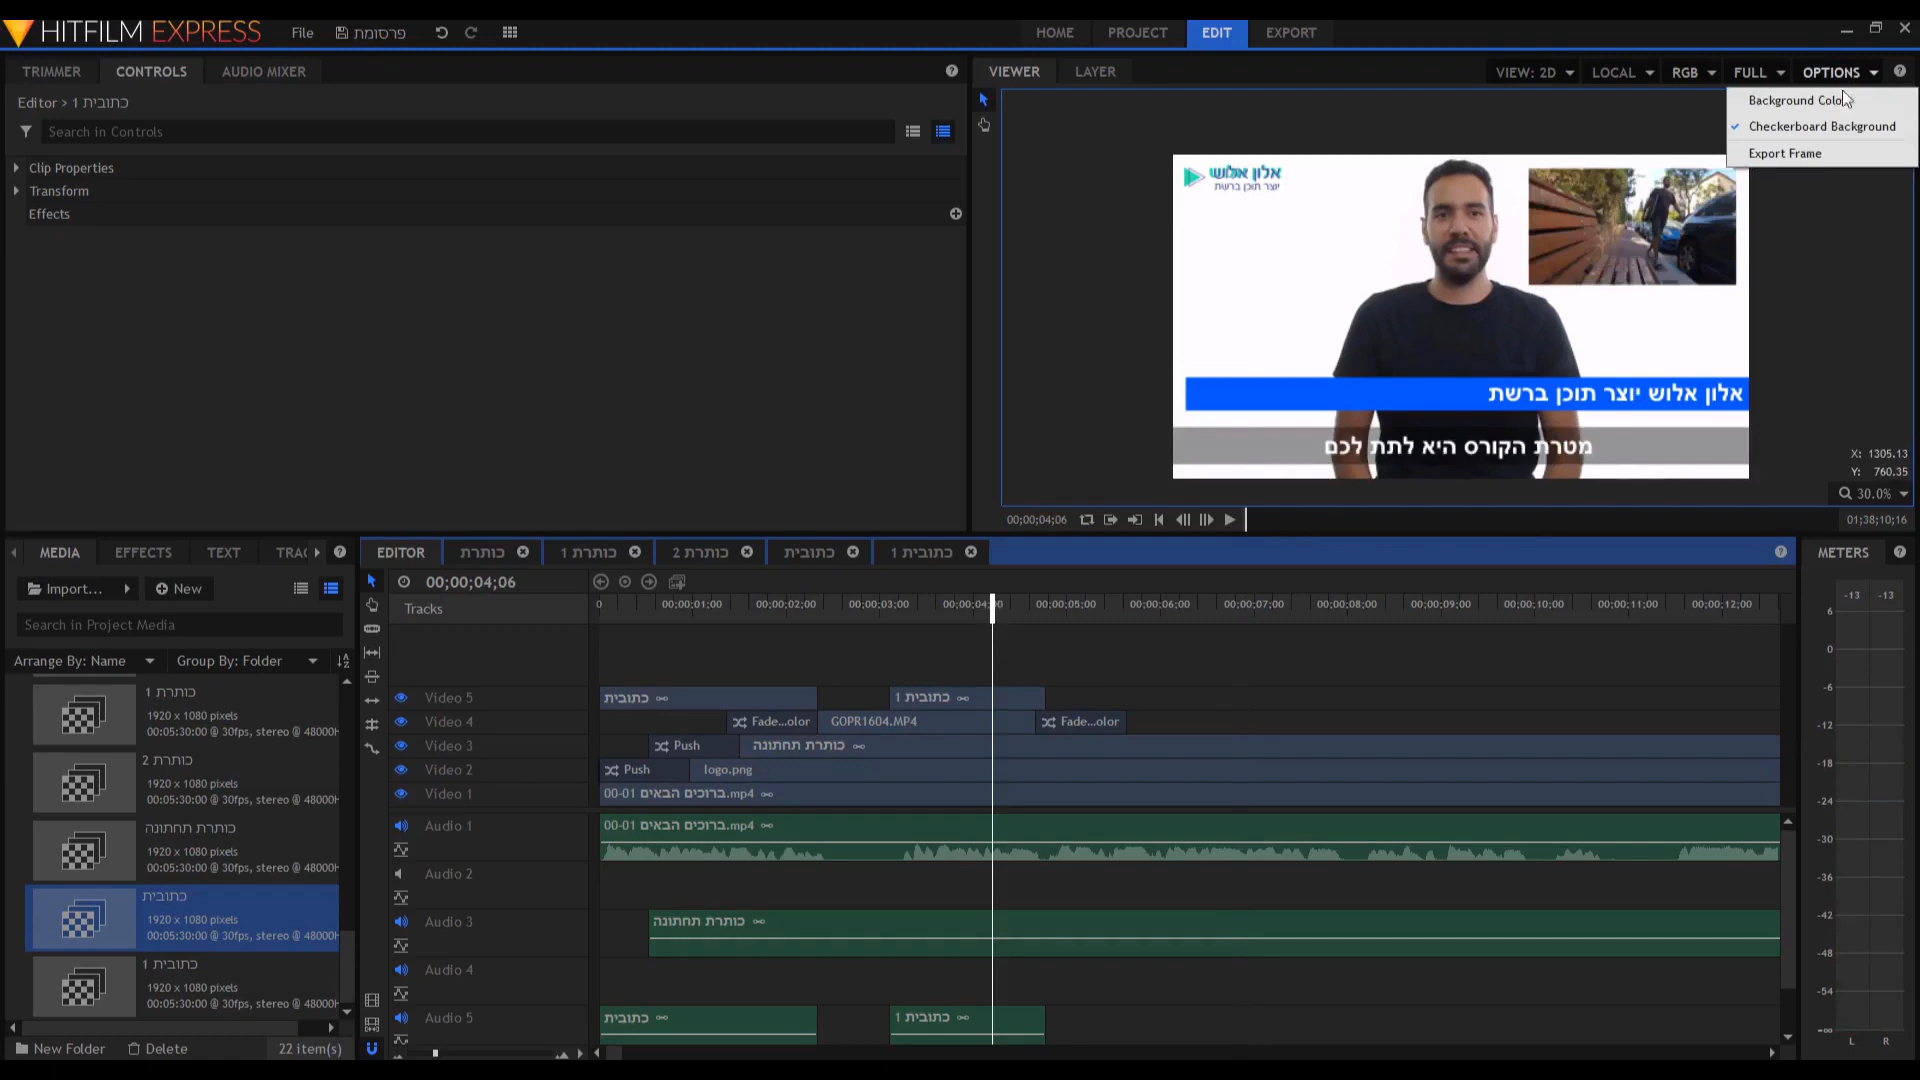 HITFILM EXPRESS
File
פרסומת
HOME
PROJECT
EDIT
EXPORT
TRIMMER
CONTROLS
AUDIO MIXER
Editor > כתובית 1
Search in Controls
Clip Properties
Transform
Effects
VIEWER
LAYER
VIEW: 2D
LOCAL
RGB
FULL
OPTIONS
Background Color
Checkerboard Background
Export Frame
אלון אלוש
יוצר תוכן ברשת
אלון אלוש יוצר תוכן ברשת
מטרת הקורס היא לתת לכם
X: 1305.13
Y: 760.35
30.0%
00;00;04;06
01;38;10;16
MEDIA
EFFECTS
TEXT
TRAC
Import...
New
Search in Project Media
Arrange By: Name
Group By: Folder
כותרת 1
1920 x 1080 pixels
00:05:30:00 @ 30fps, stereo @ 48000H
כותרת 2
1920 x 1080 pixels
00:05:30:00 @ 30fps, stereo @ 48000H
כותרת תחתונה
1920 x 1080 pixels
00:05:30:00 @ 30fps, stereo @ 48000H
כתובית
1920 x 1080 pixels
00:05:30:00 @ 30fps, stereo @ 48000H
כתובית 1
1920 x 1080 pixels
00:05:30:00 @ 30fps, stereo @ 48000H
New Folder
Delete
22 item(s)
EDITOR
כותרת
כותרת 1
כותרת 2
כתובית
כתובית 1
00;00;04;06
Tracks
0
00;00;01;00
00;00;02;00
00;00;03;00
00;00;04;00
00;00;05;00
00;00;06;00
00;00;07;00
00;00;08;00
00;00;09;00
00;00;10;00
00;00;11;00
00;00;12;00
Video 5
כתובית
כתובית 1
Video 4
Fade...olor
GOPR1604.MP4
Fade...olor
Video 3
Push
כותרת תחתונה
Video 2
Push
logo.png
Video 1
00-01 ברוכים הבאים.mp4
Audio 1
00-01 ברוכים הבאים.mp4
Audio 2
Audio 3
כותרת תחתונה
Audio 4
Audio 5
כתובית
כתובית 1
METERS
-13
-13
6
0
-6
-12
-18
-24
-30
-36
-42
-48
-54
-∞
L
R